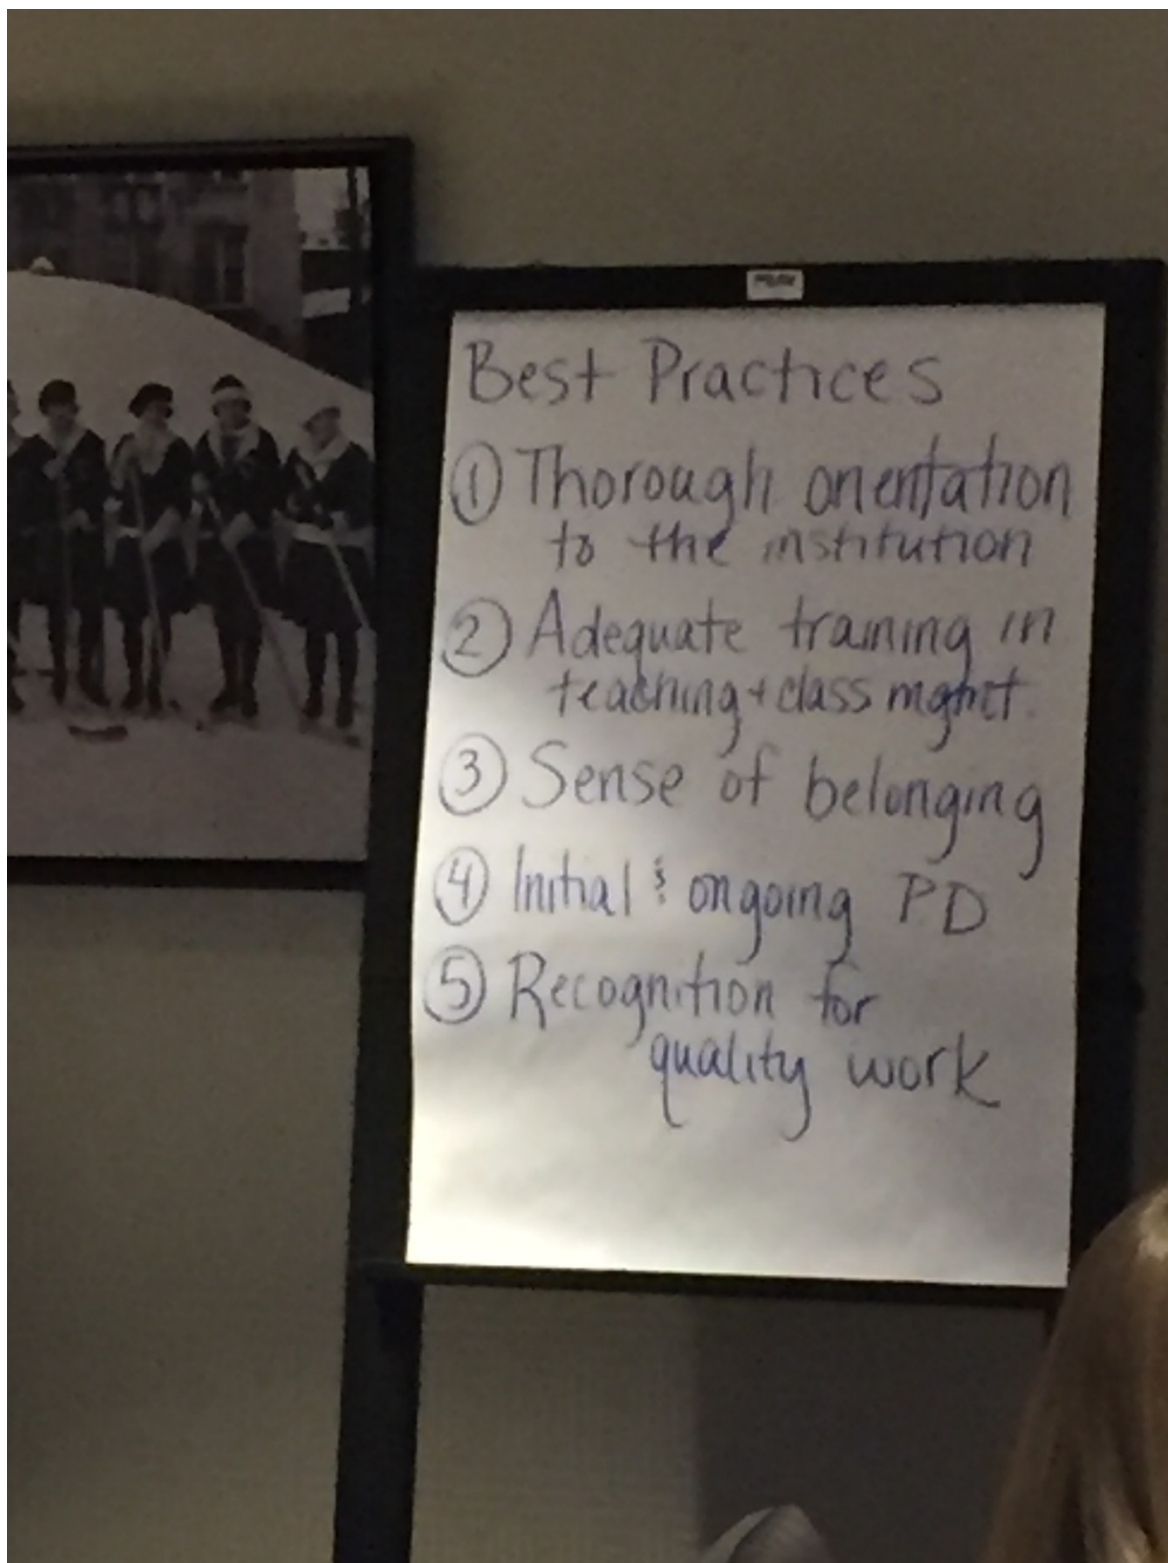 Best Practices
① Thorough orientation
to the institution
② Adequate training in
teaching + class mgmt.
③ Sense of belonging
④ Initial & ongoing PD
⑤ Recognition for
quality work